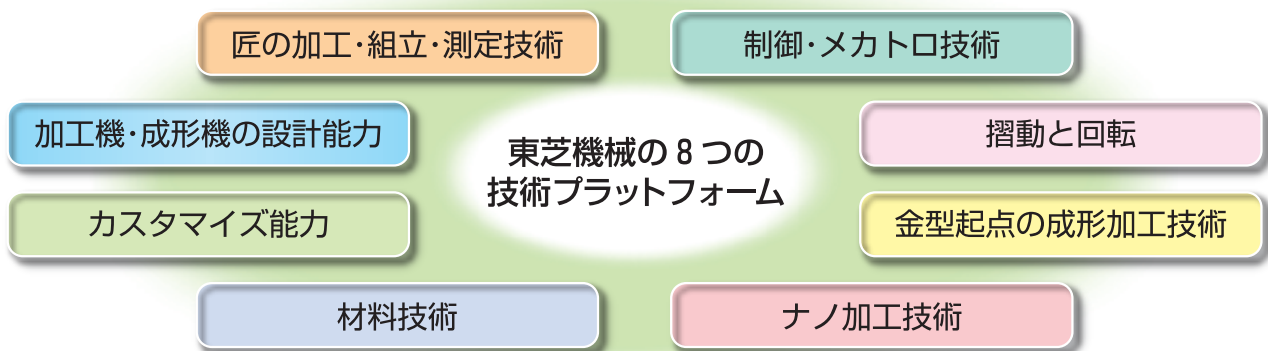 匠の加工・組立・測定技術
制御・メカトロ技術
加工機・成形機の設計能力
摺動と回転
東芝機械の8つの
技術プラットフォーム
カスタマイズ能力
金型起点の成形加工技術
材料技術
ナノ加工技術